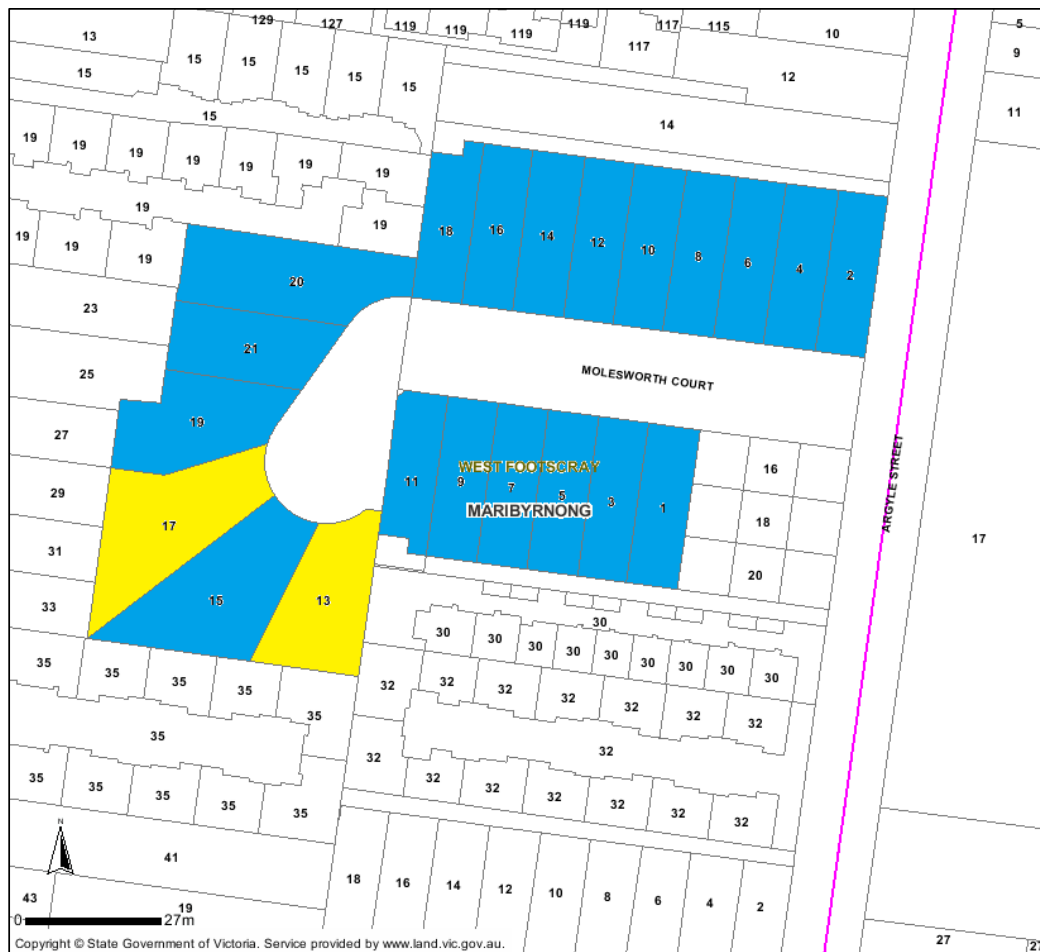 129 127 119 119 119 119 117 115 5
13 117 10 9
15 15 15 15 15 15 12
15 14 11
19 19 19 19 19 19 19
19 19
18 16 14 12 10 8 6 4 2
19 19 19
20
23
21
25 MOLESWORTH COURT
19
27 16
WEST FOOTSCRAY
11 9 7 5 3 1
MARIBYRNONG
29 17 18
ARGYLE STREET
17
31
20
33 15 13
30
30 30 30 30 30 30 30 30
35 35 35 35 35
32 32 32 32 32 32 32
35 32
32
35 35 35 35 35
32 32 32 32 32 32
N
41
18 16 14 12 10 8 6 4 2
43 19
0 27m
27 27
Copyright © State Government of Victoria. Service provided by www.land.vic.gov.au.